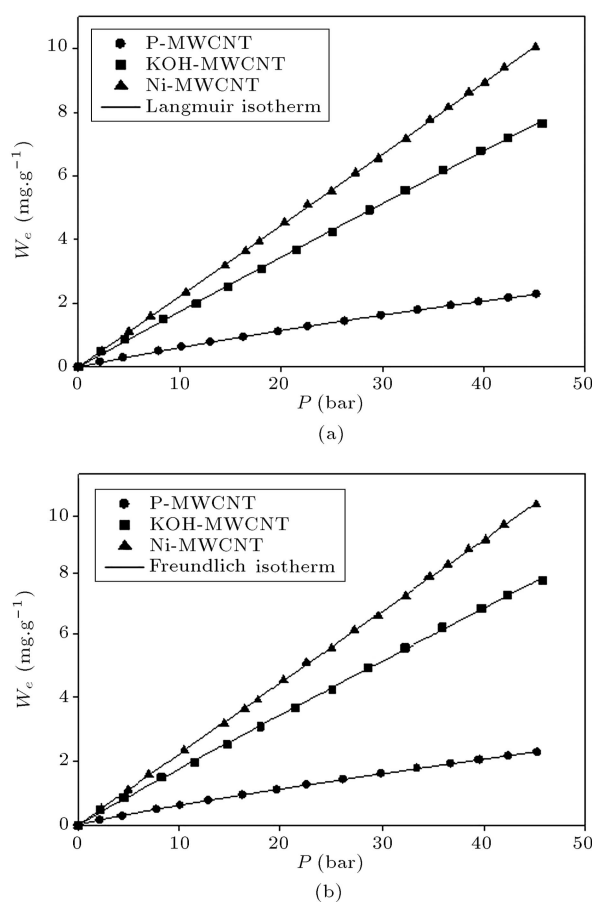 10
8
6
4
2
0
W_e (mg.g⁻¹)
P-MWCNT
KOH-MWCNT
Ni-MWCNT
Langmuir isotherm
0 10 20 30 40 50
P (bar)
(a)
10
8
6
4
2
0
W_e (mg.g⁻¹)
P-MWCNT
KOH-MWCNT
Ni-MWCNT
Freundlich isotherm
0 10 20 30 40 50
P (bar)
(b)